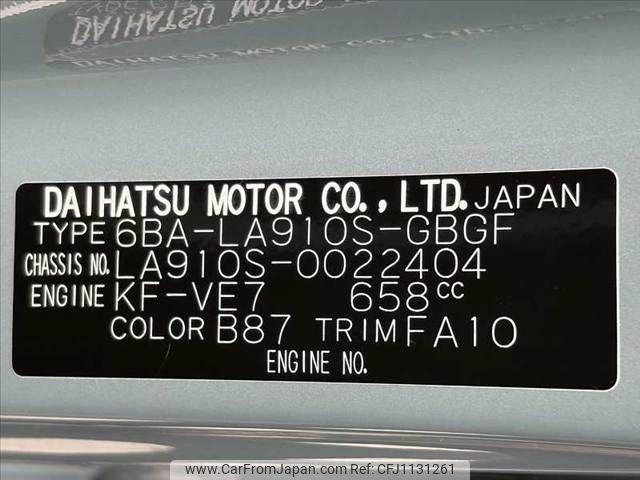 DAIHATSU MOTOR CO., LTD. JAPAN
TYPE 6BA-LA910S-GBGF
CHASSIS NO. LA910S-0022404
ENGINE KF-VE7 658cc
COLOR B87 TRIM FA10
ENGINE NO.
www.CarFromJapan.com | CFJ1131261